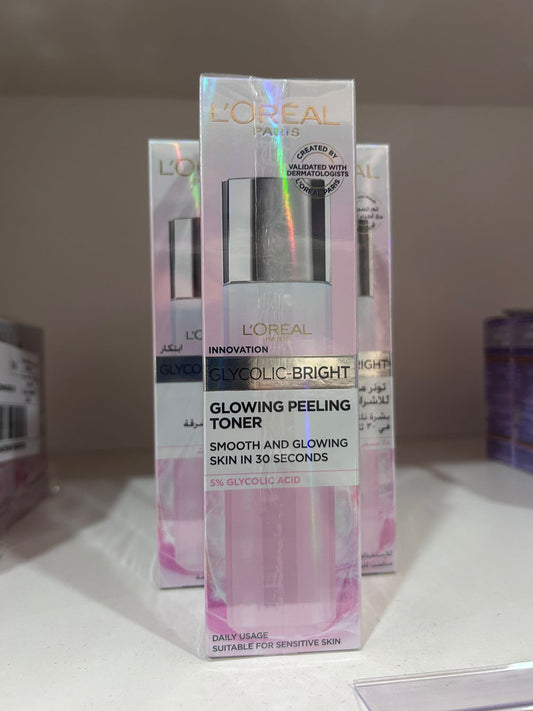 L'ORÉAL
PARIS
CREATED BY
VALIDATED WITH
DERMATOLOGISTS
L'ORÉAL PARIS
L'ORÉAL
PARIS
INNOVATION
GLYCOLIC-BRIGHT
GLOWING PEELING
TONER
SMOOTH AND GLOWING
SKIN IN 30 SECONDS
5% GLYCOLIC ACID
DAILY USAGE
SUITABLE FOR SENSITIVE SKIN
ابتكار